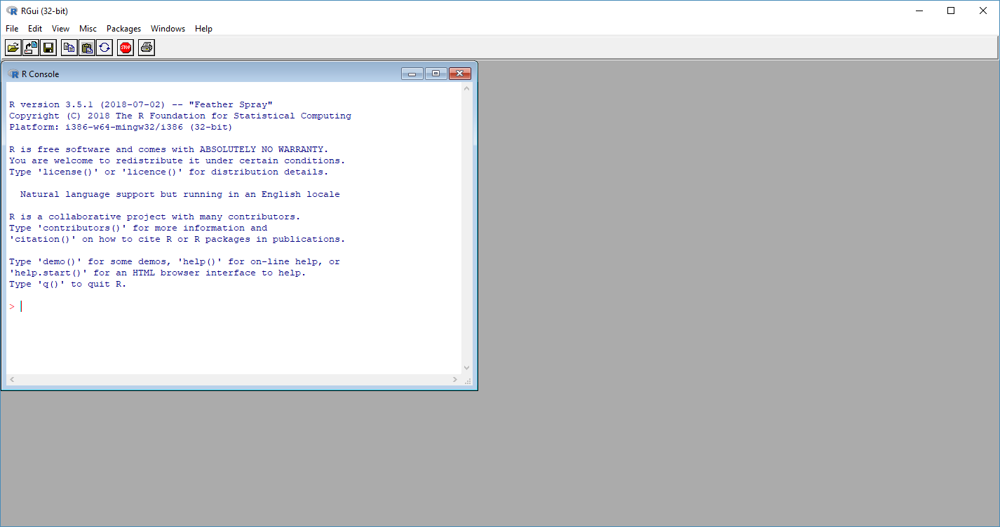 RGui (32-bit)
File Edit View Misc Packages Windows Help
STOP
R Console
R version 3.5.1 (2018-07-02) -- "Feather Spray"
Copyright (C) 2018 The R Foundation for Statistical Computing
Platform: i386-w64-mingw32/i386 (32-bit)
R is free software and comes with ABSOLUTELY NO WARRANTY.
You are welcome to redistribute it under certain conditions.
Type 'license()' or 'licence()' for distribution details.
Natural language support but running in an English locale
R is a collaborative project with many contributors.
Type 'contributors()' for more information and
'citation()' on how to cite R or R packages in publications.
Type 'demo()' for some demos, 'help()' for on-line help, or
'help.start()' for an HTML browser interface to help.
Type 'q()' to quit R.
>